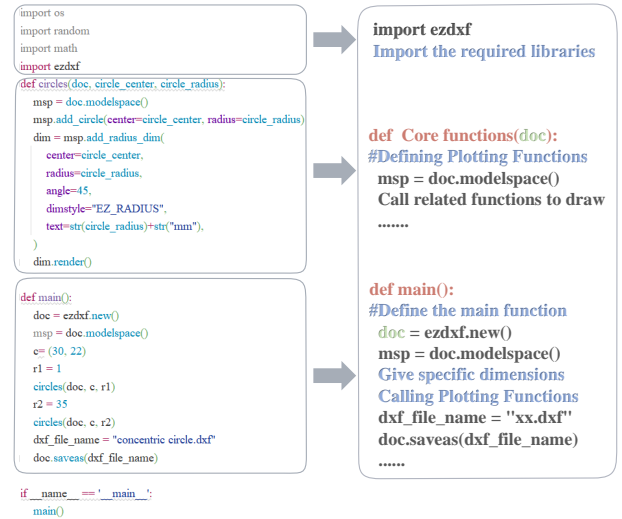 import os
import random
import math
import ezdxf
def circles(doc, circle_center, circle_radius):
msp = doc.modelspace()
msp.add_circle(center=circle_center, radius=circle_radius)
dim = msp.add_radius_dim(
center=circle_center,
radius=circle_radius,
angle=45,
dimstyle="EZ_RADIUS",
text=str(circle_radius)+str("mm"),
)
dim.render()
def main():
doc = ezdxf.new()
msp = doc.modelspace()
c= (30, 22)
r1 = 1
circles(doc, c, r1)
r2 = 35
circles(doc, c, r2)
dxf_file_name = "concentric circle.dxf"
doc.saveas(dxf_file_name)
if __name__ == '__main__':
main()
import ezdxf
Import the required libraries
def Core functions(doc):
#Defining Plotting Functions
msp = doc.modelspace()
Call related functions to draw
.......
def main():
#Define the main function
doc = ezdxf.new()
msp = doc.modelspace()
Give specific dimensions
Calling Plotting Functions
dxf_file_name = "xx.dxf"
doc.saveas(dxf_file_name)
......